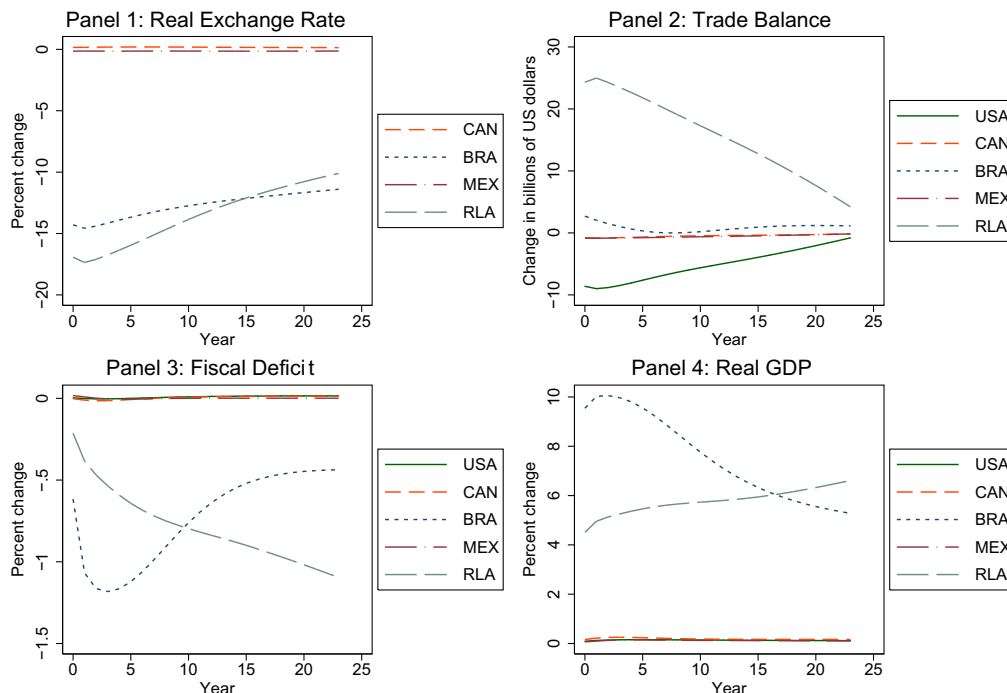 Panel 1: Real Exchange Rate
Percent change
0
−5
−10
−15
−20
0 5 10 15 20 25
Year
CAN
BRA
MEX
RLA
Panel 2: Trade Balance
Change in billions of US dollars
30
20
10
0
−10
0 5 10 15 20 25
Year
USA
CAN
BRA
MEX
RLA
Panel 3: Fiscal Deficit
Percent change
0
−.5
−1
−1.5
0 5 10 15 20 25
Year
USA
CAN
BRA
MEX
RLA
Panel 4: Real GDP
Percent change
10
8
6
4
2
0
0 5 10 15 20 25
Year
USA
CAN
BRA
MEX
RLA